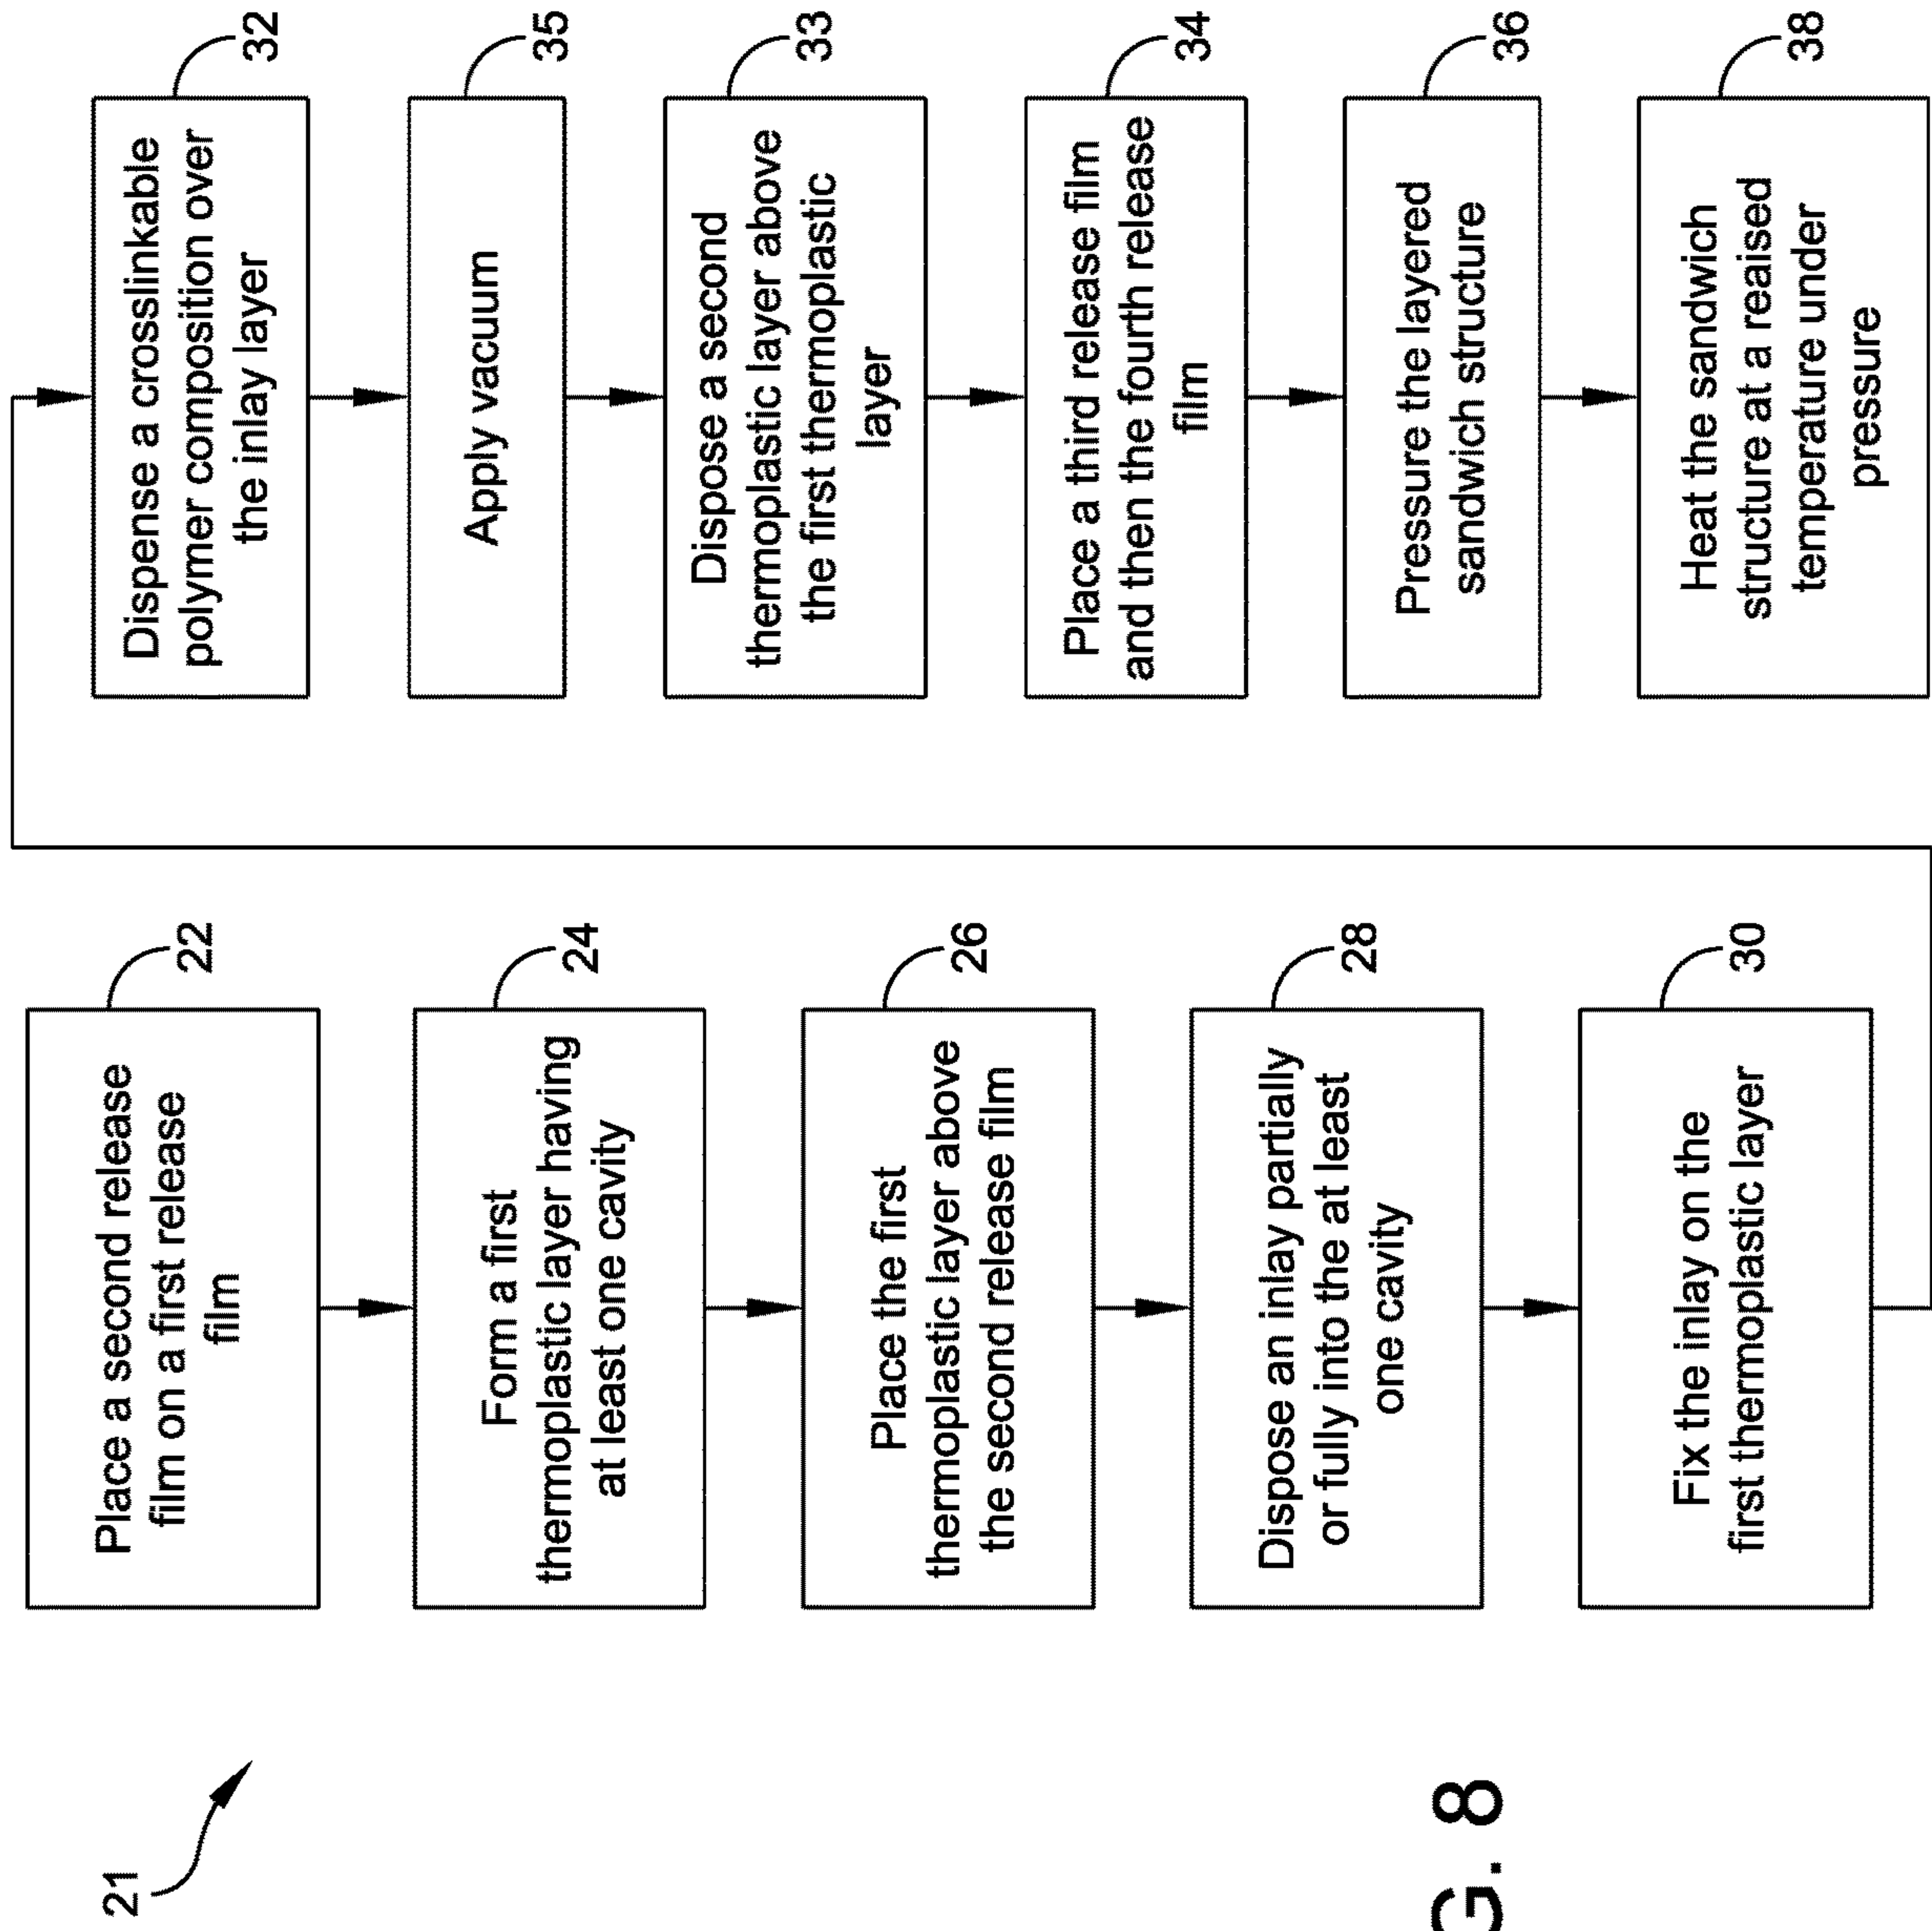 21
Place a second release
film on a first release
film
22
Form a first
thermoplastic layer having
at least one cavity
24
Place the first
thermoplastic layer above
the second release film
26
Dispose an inlay partially
or fully into the at least
one cavity
28
Fix the inlay on the
first thermoplastic layer
30
Dispense a crosslinkable
polymer composition over
the inlay layer
32
Apply vacuum
35
Dispose a second
thermoplastic layer above
the first thermoplastic
layer
33
Place a third release film
and then the fourth release
film
34
Pressure the layered
sandwich structure
36
Heat the sandwich
structure at a reaised
temperature under
pressure
38
G. 8